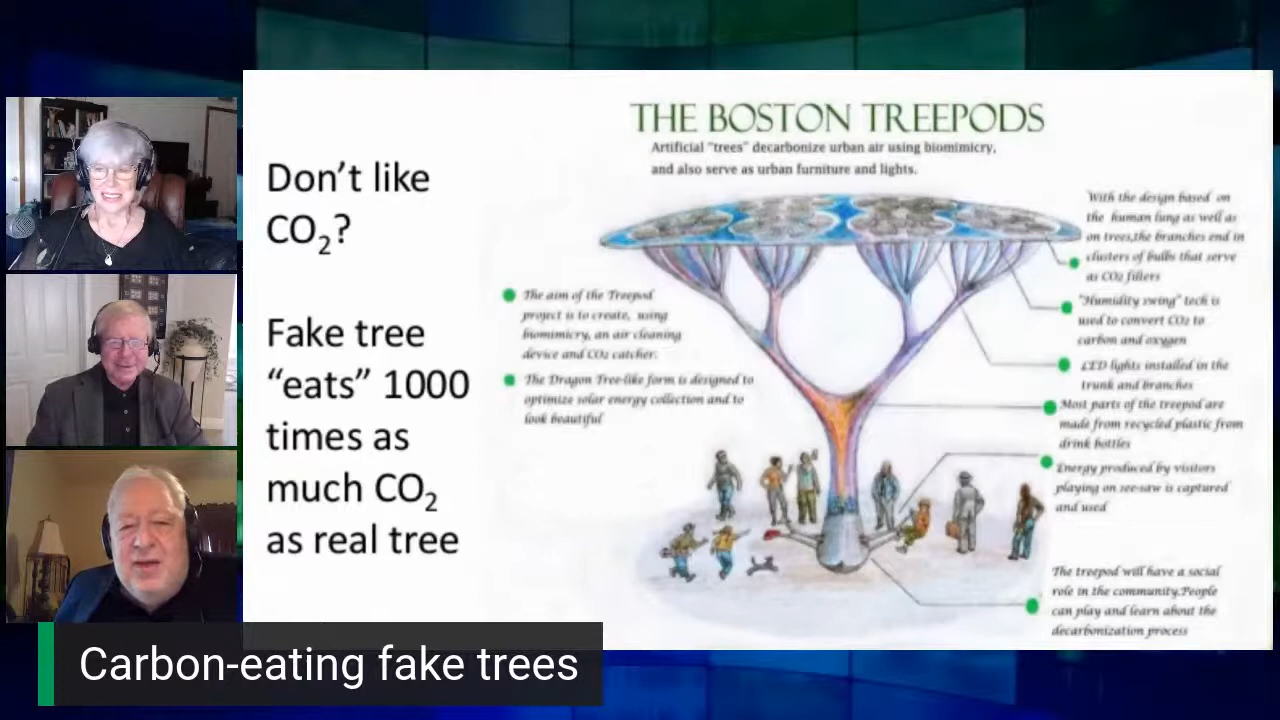 Don't like
CO₂?
Fake tree
“eats” 1000
times as
much CO₂
as real tree
THE BOSTON TREEPODS
Artificial "trees" decarbonize urban air using biomimicry,
and also serve as urban furniture and lights.
The aim of the Treepod
project is to create, using
biomimicry, an air cleaning
device and CO₂ catcher.
The Dragon Tree-like form is designed to
optimize solar energy collection and to
look beautiful
With the design based on
the human lung as well as
on trees,the branches end in
clusters of bulbs that serve
as CO₂ filters
"Humidity swing" tech is
used to convert CO₂ to
carbon and oxygen
LED lights installed in the
trunk and branches
Most parts of the treepod are
made from recycled plastic from
drink bottles
Energy produced by visitors
playing on see-saw is captured
and used
The treepod will have a social
role in the community.People
can play and learn about the
decarbonization process
Carbon-eating fake trees